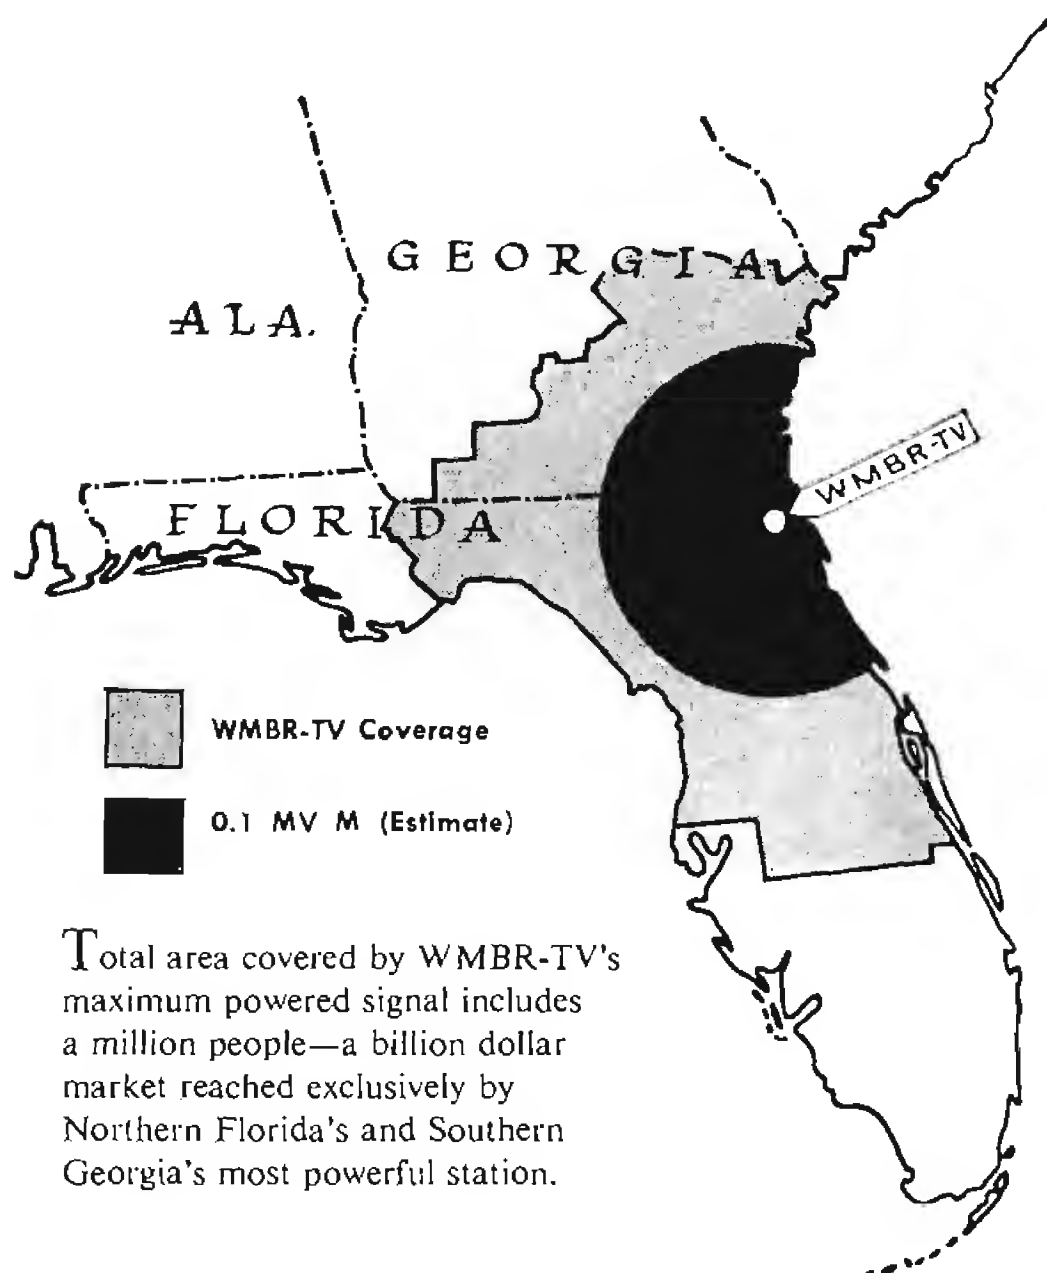 GEORGIA
ALA.
WMBR-TV
FLORIDA
WMBR-TV Coverage
0.1 MV M (Estimate)
Total area covered by WMBR-TV's
maximum powered signal includes
a million people—a billion dollar
market reached exclusively by
Northern Florida's and Southern
Georgia's most powerful station.